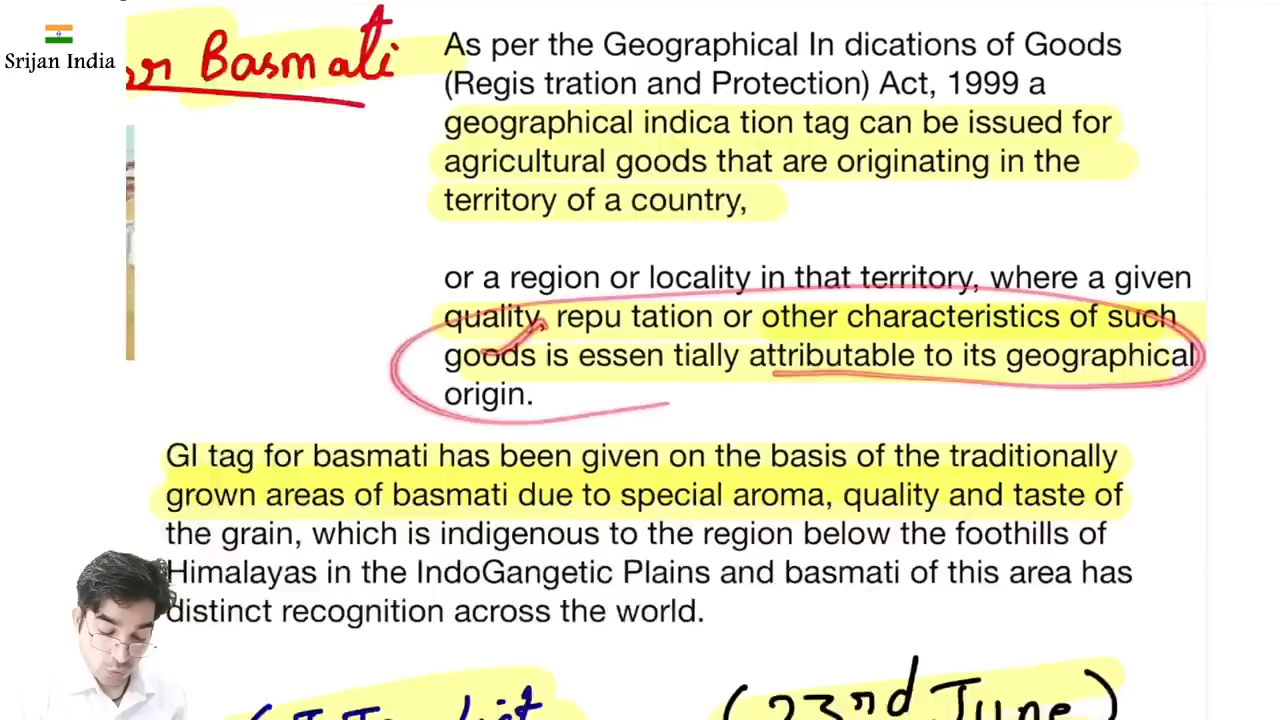 Srijan India
or Basmati
As per the Geographical In dications of Goods
(Regis tration and Protection) Act, 1999 a
geographical indica tion tag can be issued for
agricultural goods that are originating in the
territory of a country,
or a region or locality in that territory, where a given
quality, repu tation or other characteristics of such
goods is essen tially attributable to its geographical
origin.
GI tag for basmati has been given on the basis of the traditionally
grown areas of basmati due to special aroma, quality and taste of
the grain, which is indigenous to the region below the foothills of
Himalayas in the IndoGangetic Plains and basmati of this area has
distinct recognition across the world.
(23rd June)